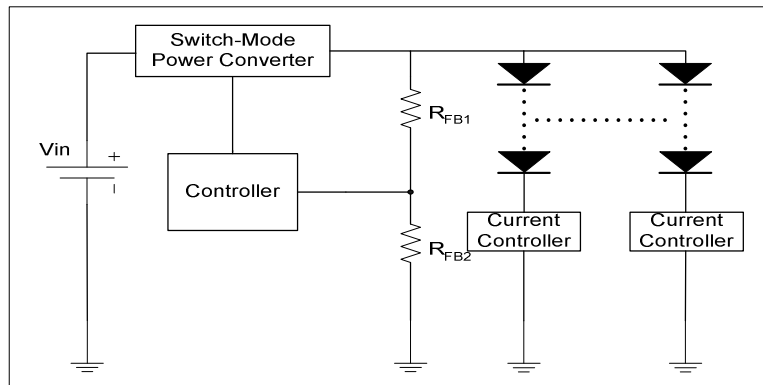 Switch-Mode
Power Converter
Vin
+
-
Controller
RFB1
RFB2
Current
Controller
Current
Controller